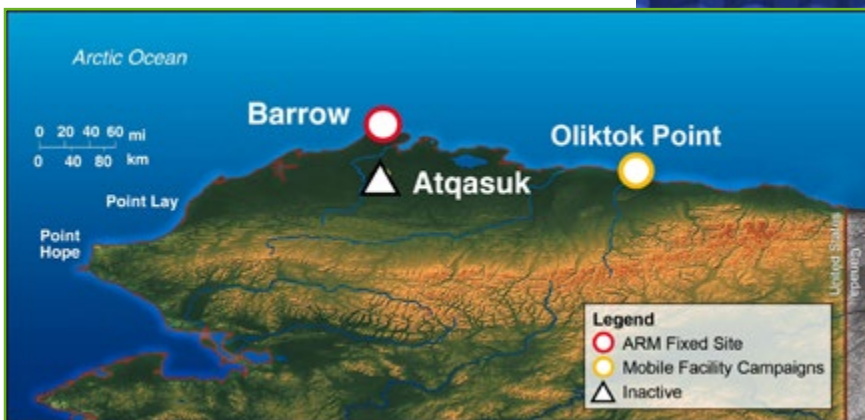 Arctic Ocean
Barrow
Oliktok Point
0 20 40 60 mi
0 40 80 km
Atqasuk
Point Lay
Point
Hope
United States
Canada
Legend
ARM Fixed Site
Mobile Facility Campaigns
Inactive